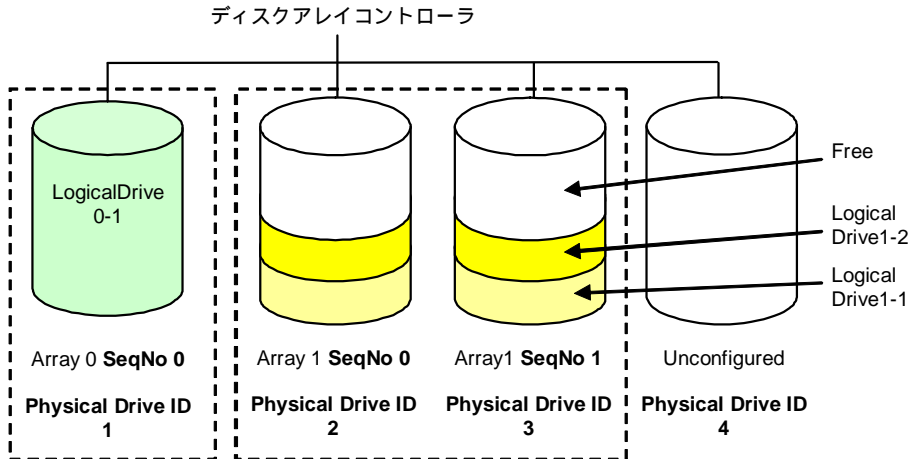 ディスクアレイコントローラ
LogicalDrive
0-1
Free
Logical
Drive1-2
Logical
Drive1-1
Array 0 SeqNo 0
Array 1 SeqNo 0
Array1 SeqNo 1
Unconfigured
Physical Drive ID
1
Physical Drive ID
2
Physical Drive ID
3
Physical Drive ID
4